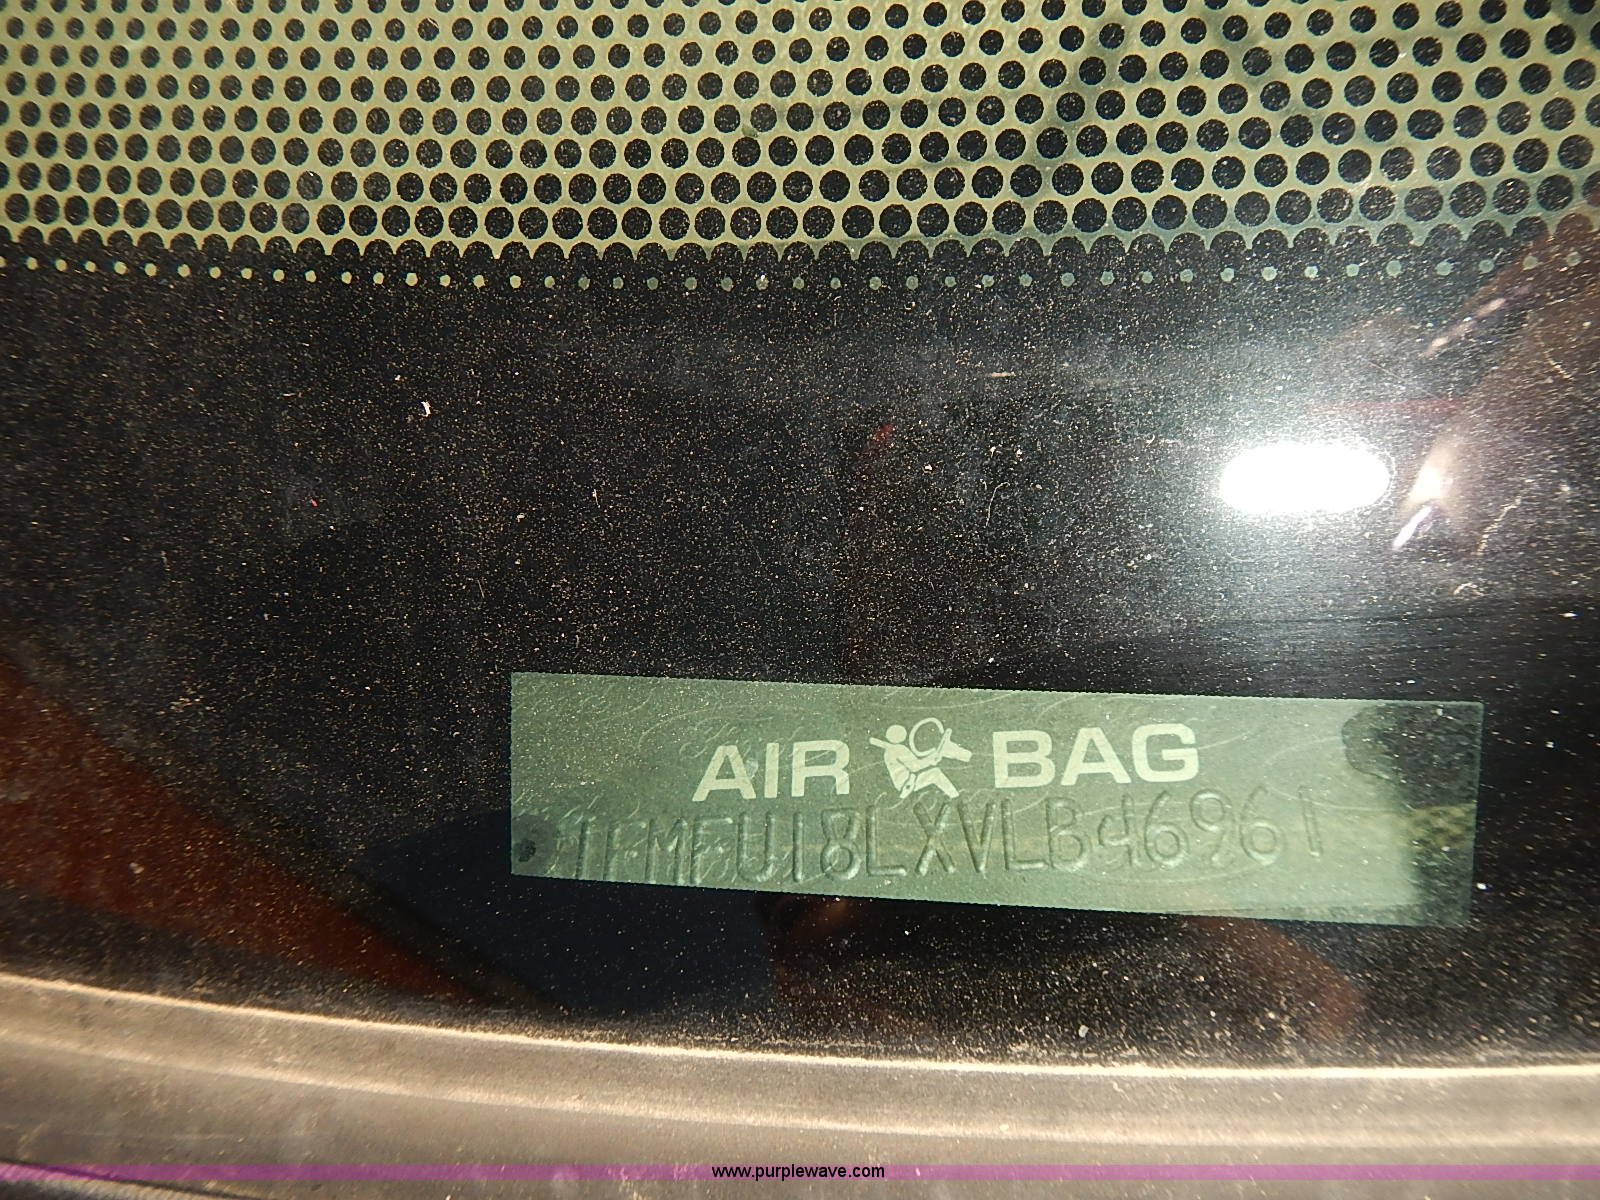 AIR BAG
1FMFU18LXVLB46961
www.purplewave.com